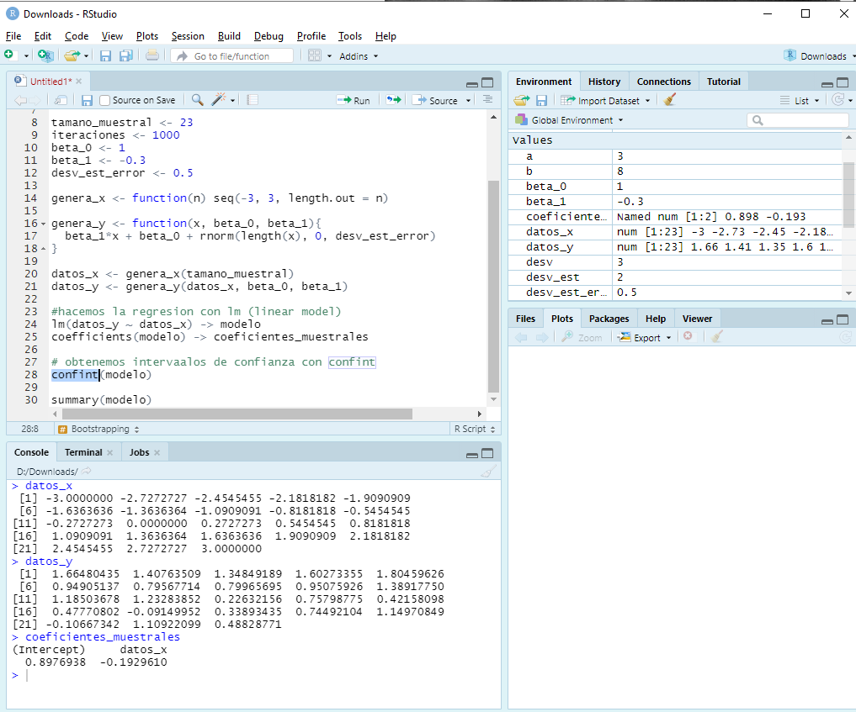 Downloads - RStudio
File Edit Code View Plots Session Build Debug Profile Tools Help
Go to file/function Addins Downloads
Untitled1*
Source on Save Run Source
8 tamano_muestral <- 23
9 iteraciones <- 1000
10 beta_0 <- 1
11 beta_1 <- -0.3
12 desv_est_error <- 0.5
13
14 genera_x <- function(n) seq(-3, 3, length.out = n)
15
16 genera_y <- function(x, beta_0, beta_1){
17 beta_1*x + beta_0 + rnorm(length(x), 0, desv_est_error)
18 }
19
20 datos_x <- genera_x(tamano_muestral)
21 datos_y <- genera_y(datos_x, beta_0, beta_1)
22
23 #hacemos la regresion con lm (linear model)
24 lm(datos_y ~ datos_x) -> modelo
25 coefficients(modelo) -> coeficientes_muestrales
26
27 # obtenemos intervaalos de confianza con confint
28 confint(modelo)
29
30 summary(modelo)
28:8 Bootstrapping R Script
Console Terminal Jobs
D:/Downloads/
> datos_x
[1] -3.0000000 -2.7272727 -2.4545455 -2.1818182 -1.9090909
[6] -1.6363636 -1.3636364 -1.0909091 -0.8181818 -0.5454545
[11] -0.2727273 0.0000000 0.2727273 0.5454545 0.8181818
[16] 1.0909091 1.3636364 1.6363636 1.9090909 2.1818182
[21] 2.4545455 2.7272727 3.0000000
> datos_y
[1] 1.66480435 1.40763509 1.34849189 1.60273355 1.80459626
[6] 0.94905137 0.79567714 0.79965695 0.95075926 1.38917750
[11] 1.18503678 1.23283852 0.22632156 0.75798775 0.42158098
[16] 0.47770802 -0.09149952 0.33893435 0.74492104 1.14970849
[21] -0.10667342 1.10922099 0.48828771
> coeficientes_muestrales
(Intercept) datos_x
0.8976938 -0.1929610
>
Environment History Connections Tutorial
Import Dataset List
Global Environment
Values
a 3
b 8
beta_0 1
beta_1 -0.3
coeficiente… Named num [1:2] 0.898 -0.193
datos_x num [1:23] -3 -2.73 -2.45 -2.18…
datos_y num [1:23] 1.66 1.41 1.35 1.6 1…
desv 3
desv_est 2
desv_est_er… 0.5
Files Plots Packages Help Viewer
Zoom Export